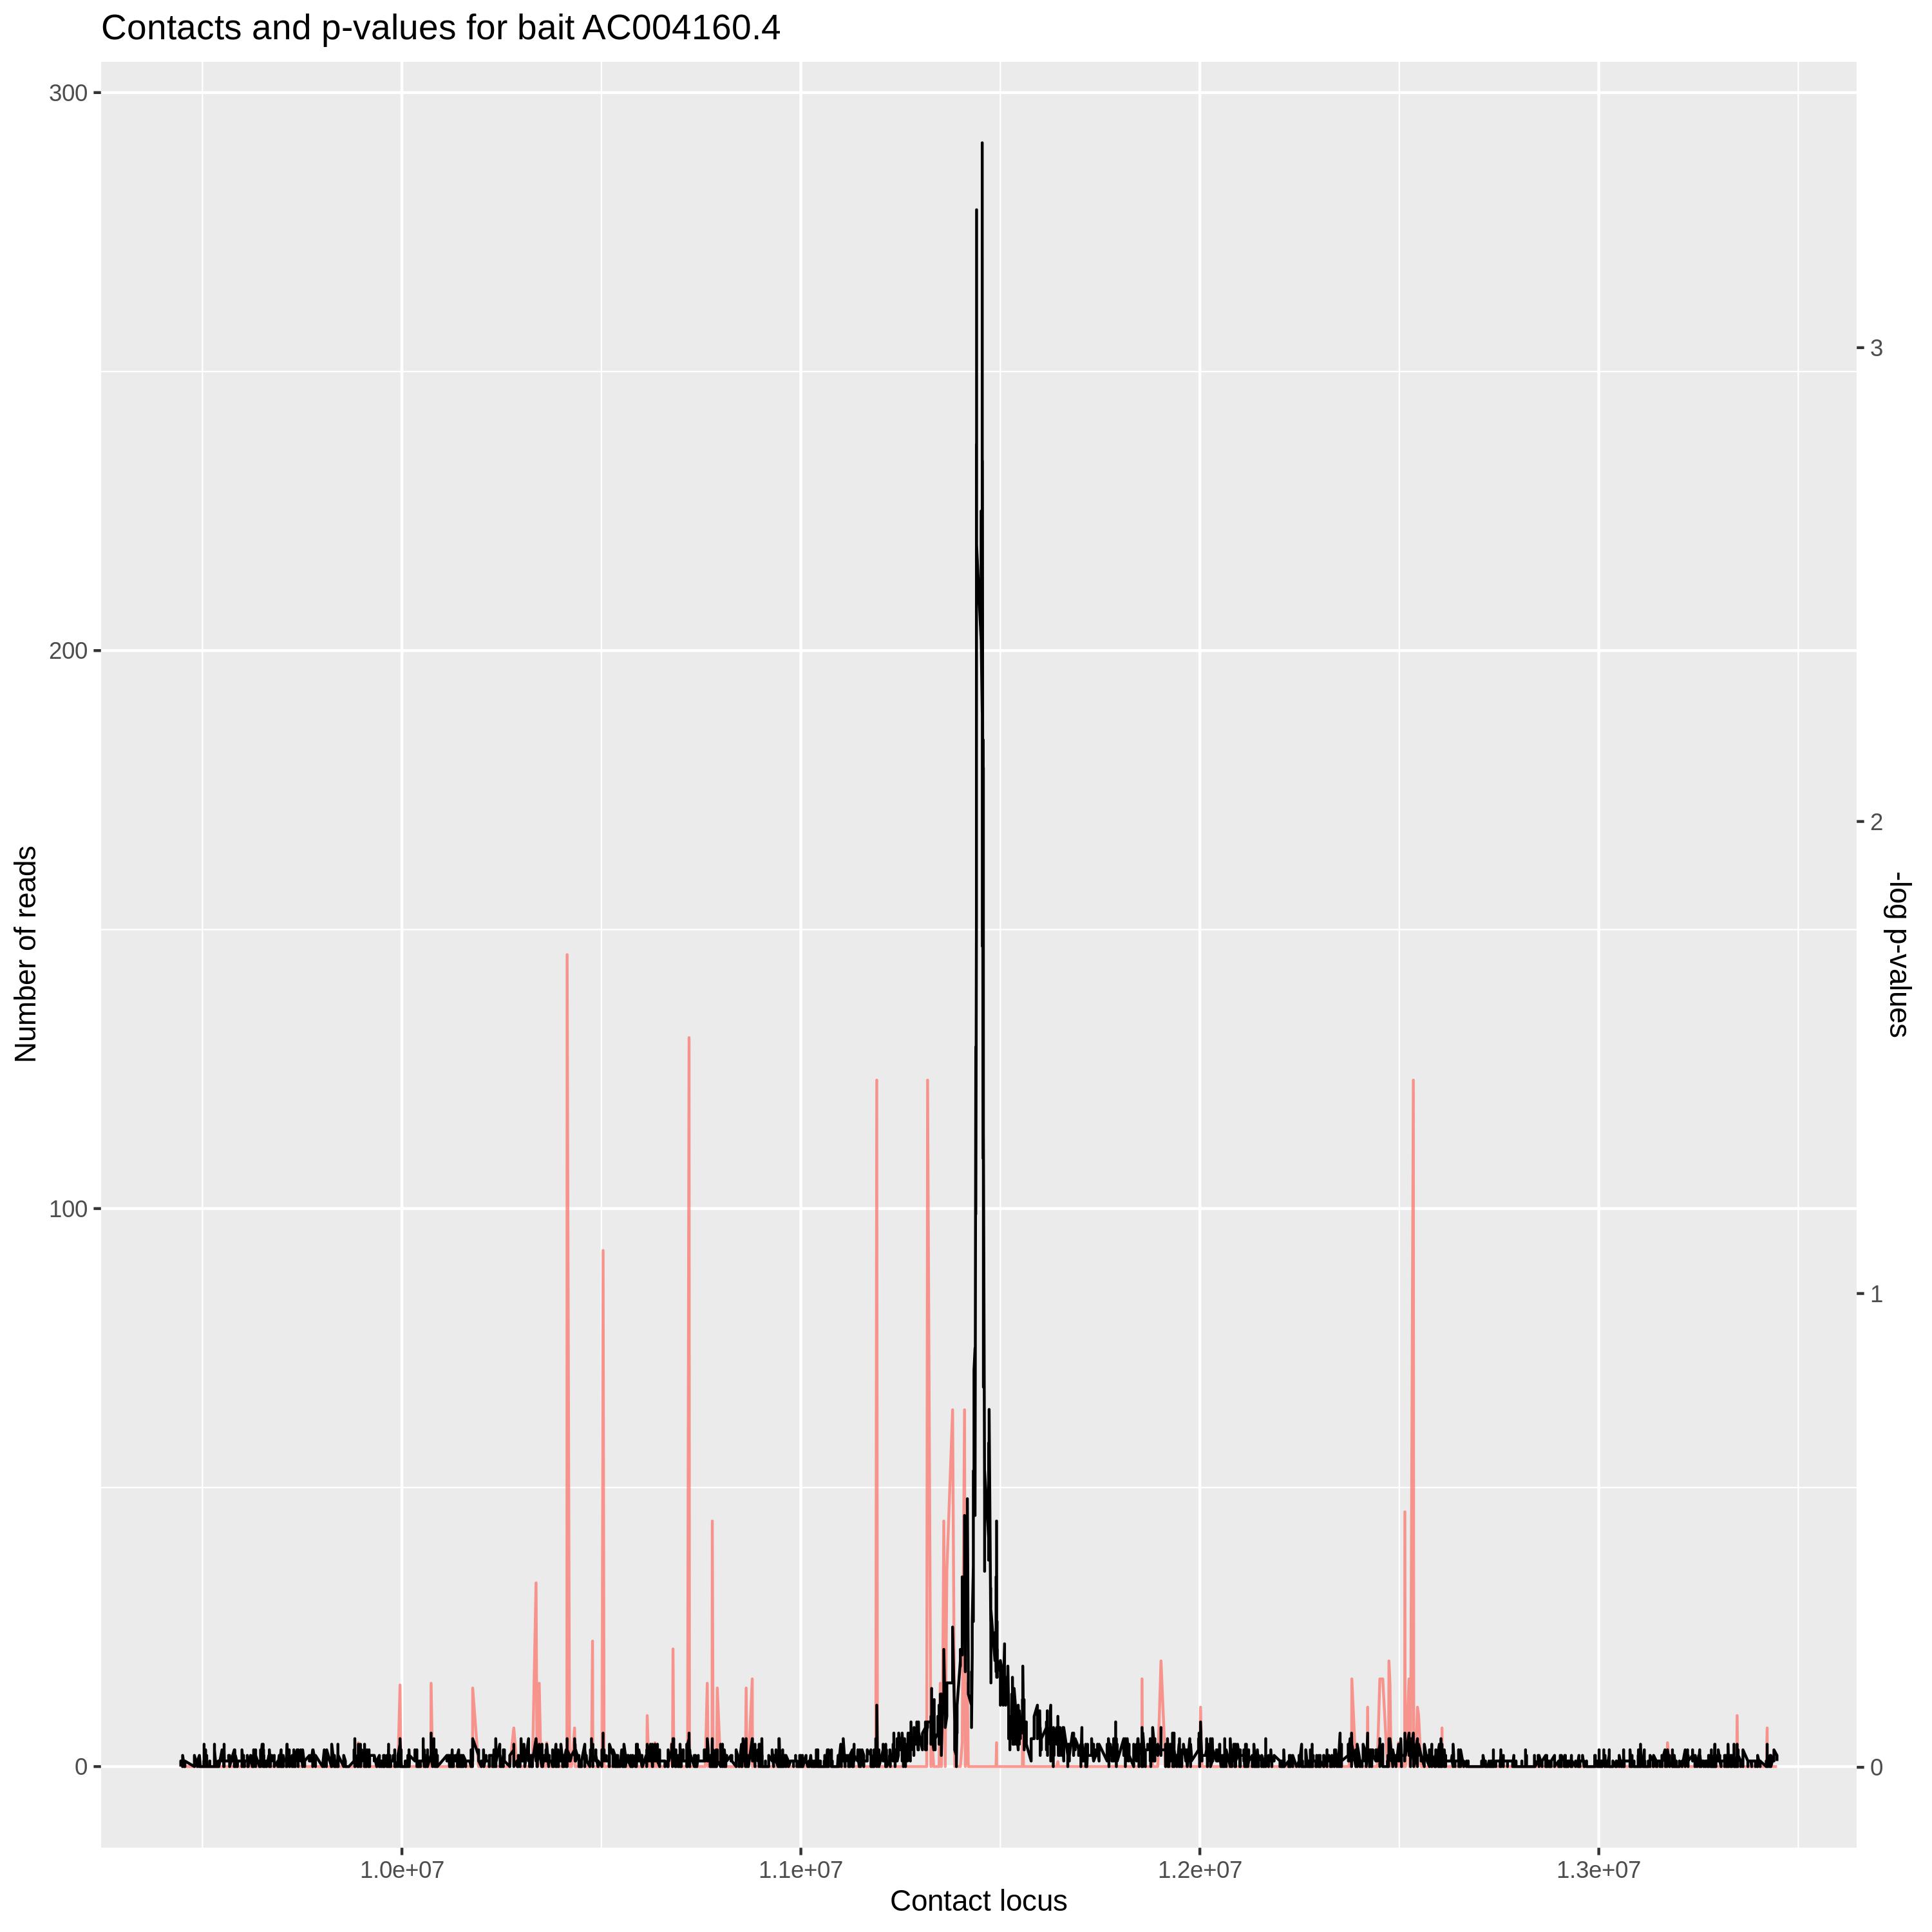 Contacts and p-values for bait AC004160.4
300
200
100
0
3
2
1
0
Number of reads
-log p-values
1.0e+07
1.1e+07
1.2e+07
1.3e+07
Contact locus